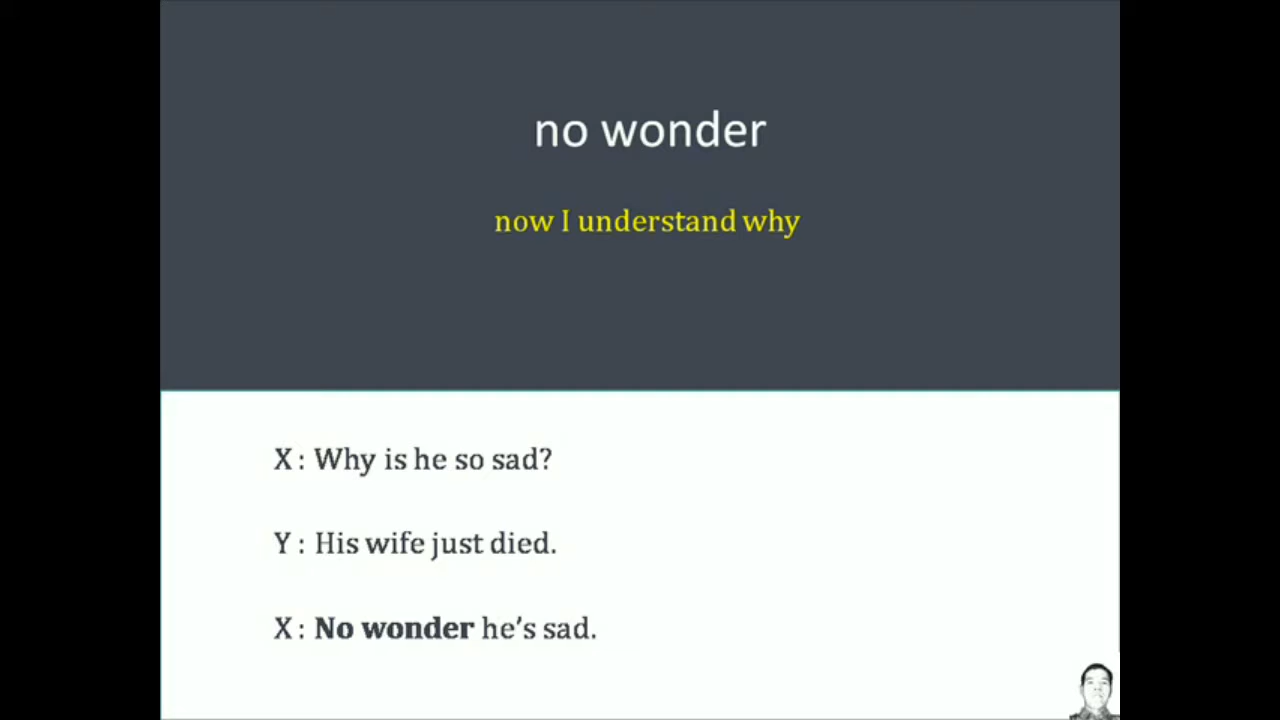 no wonder
now I understand why
X : Why is he so sad?
Y : His wife just died.
X : No wonder he's sad.